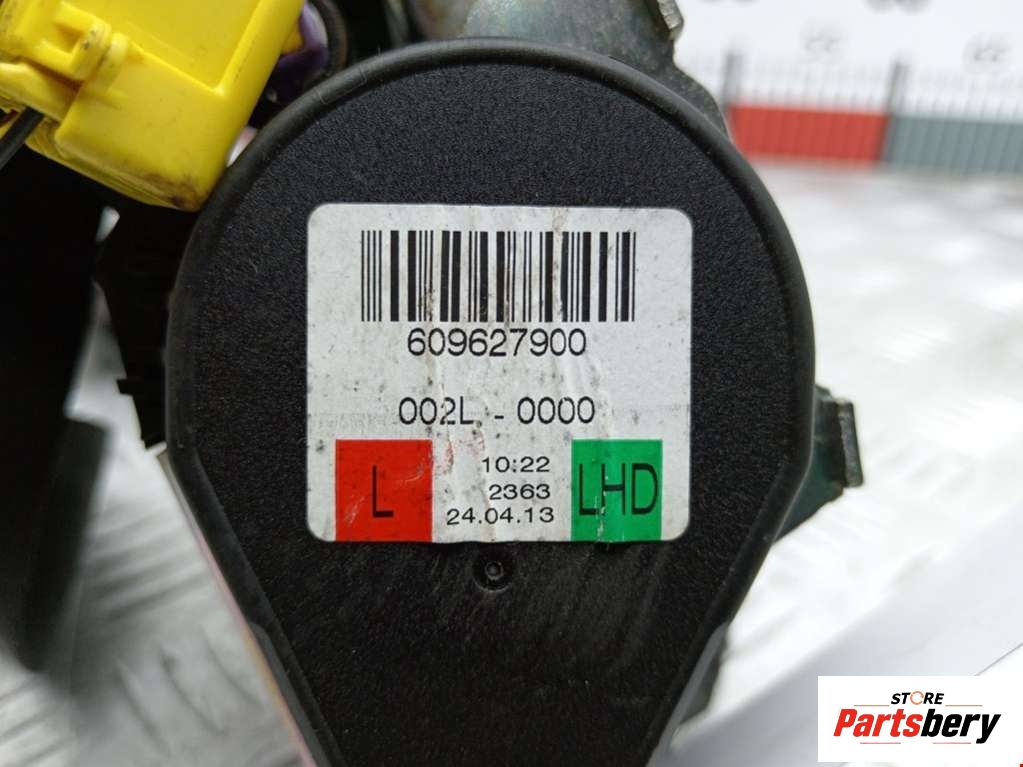 609627900
002L - 0000
L
10:22
2363
24.04.13
LHD
STORE
Partsbery